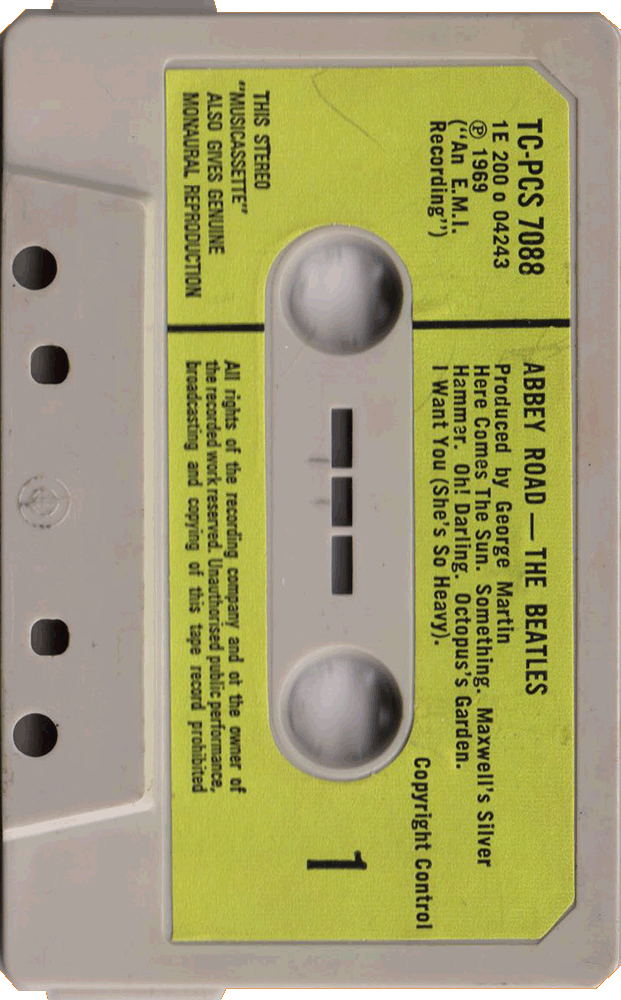 TC-PCS 7088
1E 200 o 04243
℗ 1969
("An E.M.I.
Recording")
ABBEY ROAD — THE BEATLES
Produced by George Martin
Here Comes The Sun. Something. Maxwell's Silver
Hammer. Oh! Darling. Octopus's Garden.
I Want You (She's So Heavy).
Copyright Control
1
THIS STEREO
"MUSICASSETTE"
ALSO GIVES GENUINE
MONAURAL REPRODUCTION
All rights of the recording company and of the owner of
the recorded work reserved. Unauthorised public performance,
broadcasting and copying of this tape record prohibited